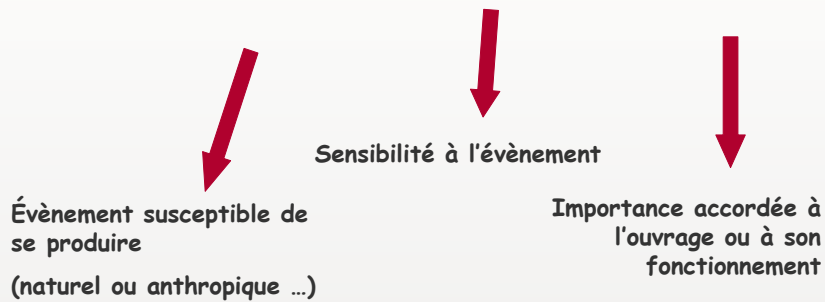 Sensibilité à l'évènement
Évènement susceptible de
se produire
(naturel ou anthropique …)
Importance accordée à
l'ouvrage ou à son
fonctionnement